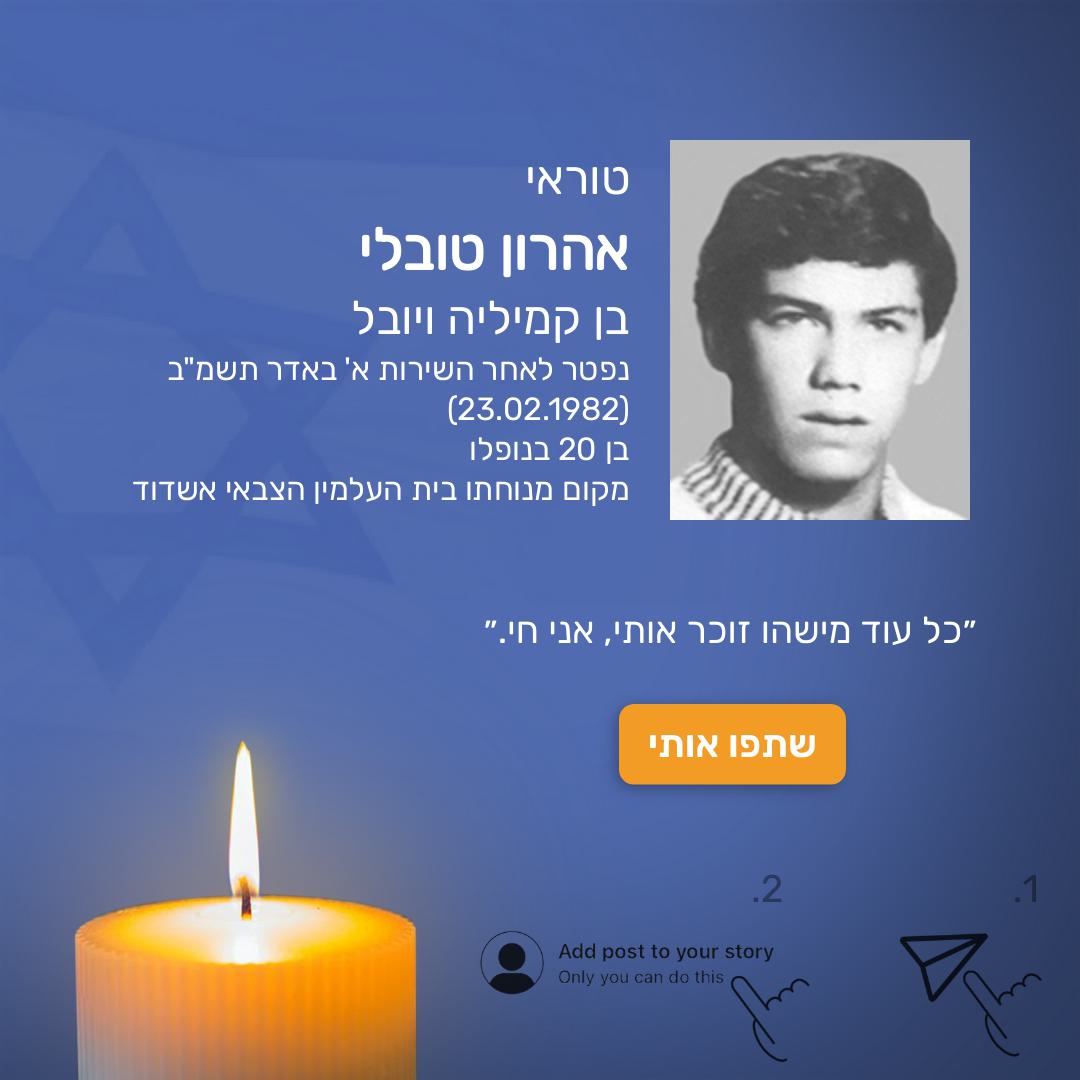 טוראי
אהרון טובלי
בן קמיליה ויובל
נפטר לאחר השירות א' באדר תשמ"ב
(23.02.1982)
בן 20 בנופלו
מקום מנוחתו בית העלמין הצבאי אשדוד
״כל עוד מישהו זוכר אותי, אני חי.״
שתפו אותי
.1
.2
Add post to your story
Only you can do this